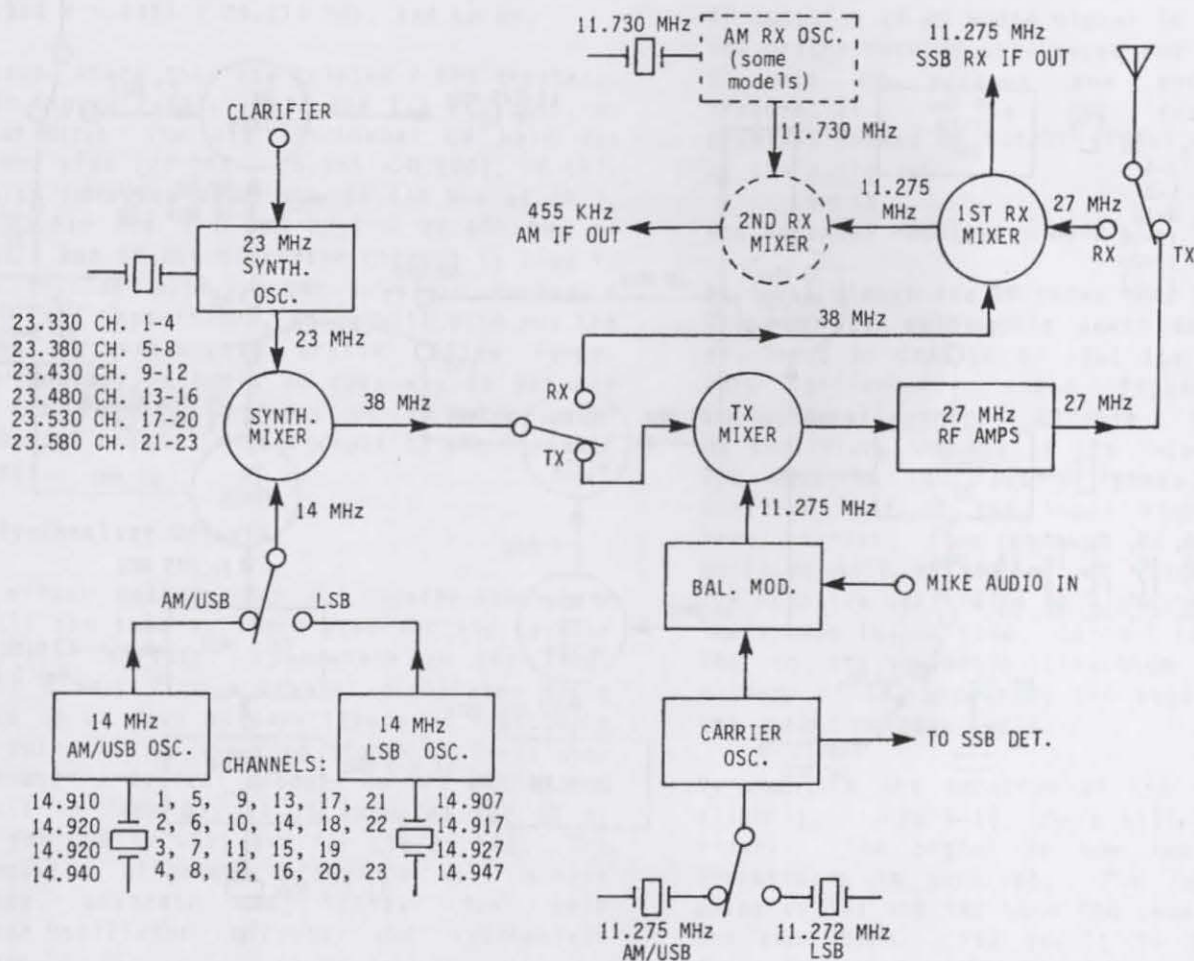 11.730 MHz
AM RX OSC.
(some
models)
11.275 MHz
SSB RX IF OUT
CLARIFIER
11.730 MHz
11.275
MHz
27 MHz
455 KHz
AM IF OUT
2ND RX
MIXER
1ST RX
MIXER
RX
TX
23 MHz
SYNTH.
OSC.
23.330 CH. 1-4
23.380 CH. 5-8
23.430 CH. 9-12
23.480 CH. 13-16
23.530 CH. 17-20
23.580 CH. 21-23
23 MHz
38 MHz
SYNTH.
MIXER
38 MHz
RX
TX
TX
MIXER
27 MHz
RF AMPS
27 MHz
14 MHz
11.275 MHz
AM/USB
LSB
BAL. MOD.
MIKE AUDIO IN
14 MHz
AM/USB OSC.
14 MHz
LSB OSC.
CARRIER
OSC.
TO SSB DET.
CHANNELS:
14.910 1, 5, 9, 13, 17, 21 14.907
14.920 2, 6, 10, 14, 18, 22 14.917
14.920 3, 7, 11, 15, 19 14.927
14.940 4, 8, 12, 16, 20, 23 14.947
11.275 MHz
AM/USB
11.272 MHz
LSB